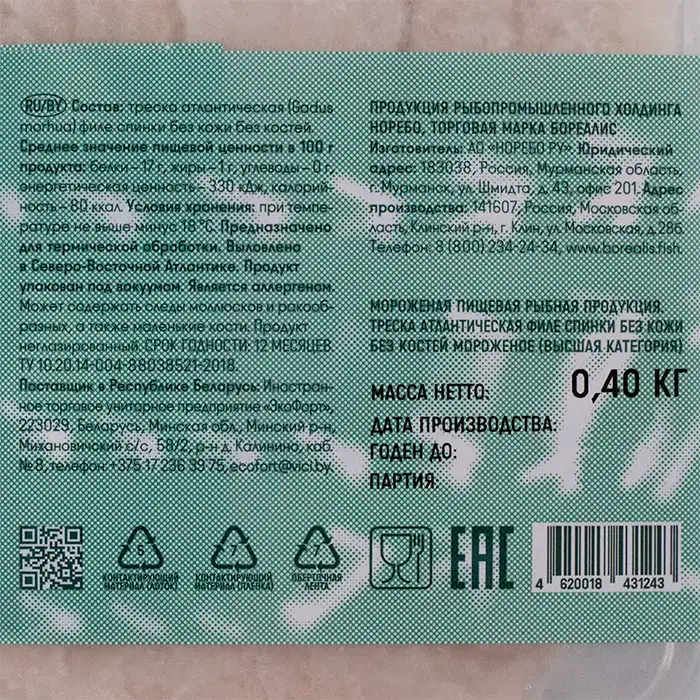 RU/BY Состав: треска атлантическая (Gadus
morhua) филе спинки без кожи без костей.
Среднее значение пищевой ценности в 100 г
продукта: белки – 17 г, жиры – 1 г, углеводы – 0 г,
энергетическая ценность – 330 кДж, калорий-
ность – 80 ккал. Условия хранения: при темпе-
ратуре не выше минус 18 °C. Предназначено
для термической обработки. Выловлено
в Северо-Восточной Атлантике. Продукт
упакован под вакуумом. Является аллергеном.
Может содержать следы моллюсков и ракооб-
разных, а также маленькие кости. Продукт
неглазированный. СРОК ГОДНОСТИ: 12 МЕСЯЦЕВ.
ТУ 10.20.14-004-88038521-2018.
Поставщик в Республике Беларусь: Иностран-
ное торговое унитарное предприятие «ЭкоФорт»,
223029, Беларусь, Минская обл., Минский р-н,
Михановичский с/с, 58/2, р-н д. Калинино, каб.
№ 8, телефон: +375 17 236 39 75, ecofort@vici.by.
ПРОДУКЦИЯ РЫБОПРОМЫШЛЕННОГО ХОЛДИНГА
НОРЕБО, ТОРГОВАЯ МАРКА БОРЕАЛИС
Изготовитель: АО «НОРЕБО РУ». Юридический
адрес: 183038, Россия, Мурманская область,
г. Мурманск, ул. Шмидта, д. 43, офис 201. Адрес
производства: 141607, Россия, Московская об-
ласть, Клинский р-н, г. Клин, ул. Московская, д. 28б.
Телефон: 8 (800) 234-24-34, www.borealis.fish.
МОРОЖЕНАЯ ПИЩЕВАЯ РЫБНАЯ ПРОДУКЦИЯ.
ТРЕСКА АТЛАНТИЧЕСКАЯ ФИЛЕ СПИНКИ БЕЗ КОЖИ
БЕЗ КОСТЕЙ МОРОЖЕНОЕ (ВЫСШАЯ КАТЕГОРИЯ)
МАССА НЕТТО: 0,40 КГ
ДАТА ПРОИЗВОДСТВА:
ГОДЕН ДО:
ПАРТИЯ:
5
КОНТАКТИРУЮЩИЙ
МАТЕРИАЛ (ЛОТОК)
7
КОНТАКТИРУЮЩИЙ
МАТЕРИАЛ (ПЛЕНКА)
7
ОБЕРТОЧНАЯ
ЛЕНТА
EAC
4 620018 431243